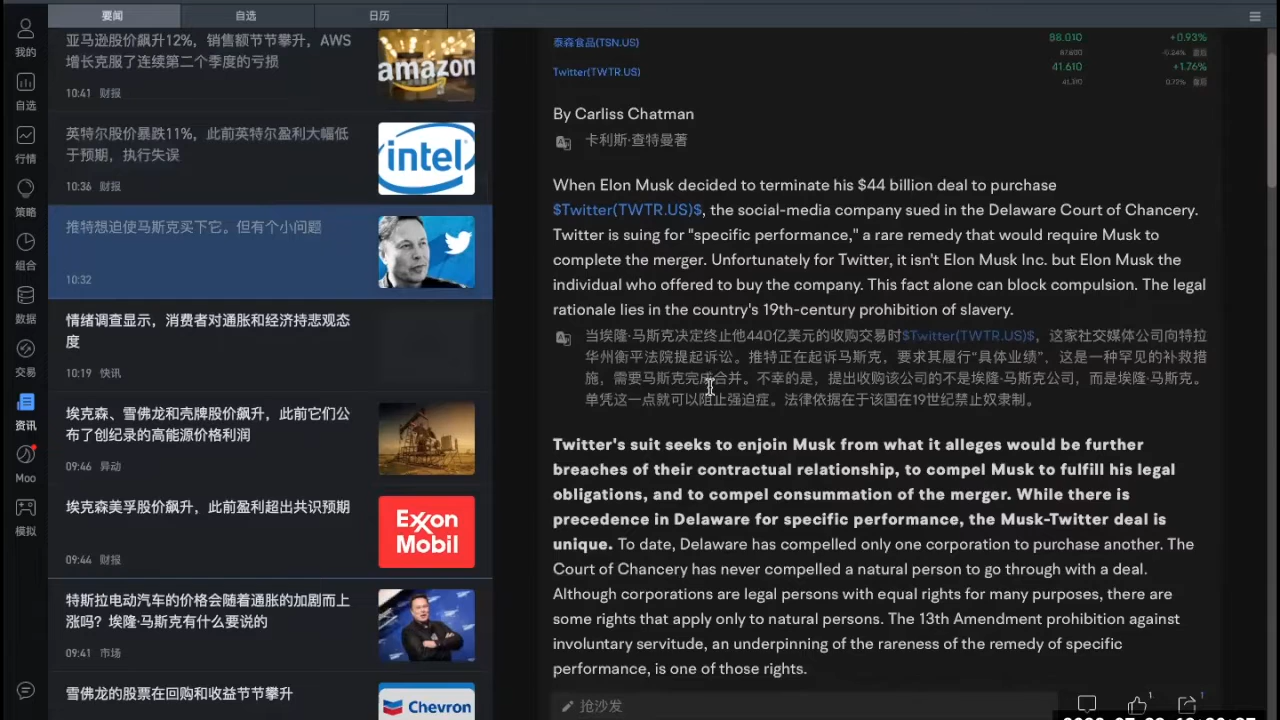 要闻
自选
日历
我的
自选
行情
策略
组合
数据
交易
资讯
Moo
模拟
亚马逊股价飙升12%，销售额节节攀升，AWS
增长克服了连续第二个季度的亏损
10:41 财报
amazon
英特尔股价暴跌11%，此前英特尔盈利大幅低
于预期，执行失误
10:36 财报
intel
推特想迫使马斯克买下它。但有个小问题
10:32
情绪调查显示，消费者对通胀和经济持悲观态
度
10:19 快讯
埃克森、雪佛龙和壳牌股价飙升，此前它们公
布了创纪录的高能源价格利润
09:46 异动
埃克森美孚股价飙升，此前盈利超出共识预期
09:44 财报
Exxon
Mobil
特斯拉电动汽车的价格会随着通胀的加剧而上
涨吗？埃隆·马斯克有什么要说的
09:41 市场
雪佛龙的股票在回购和收益节节攀升
Chevron
泰森食品(TSN.US)
88.010
+0.93%
87.800
-0.24% 盘后
Twitter(TWTR.US)
41.610
+1.76%
41.310
0.72% 盘后
By Carliss Chatman
卡利斯·查特曼著
When Elon Musk decided to terminate his $44 billion deal to purchase
$Twitter(TWTR.US)$, the social-media company sued in the Delaware Court of Chancery.
Twitter is suing for "specific performance," a rare remedy that would require Musk to
complete the merger. Unfortunately for Twitter, it isn't Elon Musk Inc. but Elon Musk the
individual who offered to buy the company. This fact alone can block compulsion. The legal
rationale lies in the country's 19th-century prohibition of slavery.
当埃隆·马斯克决定终止他440亿美元的收购交易时$Twitter(TWTR.US)$，这家社交媒体公司向特拉
华州衡平法院提起诉讼。推特正在起诉马斯克，要求其履行“具体业绩”，这是一种罕见的补救措
施，需要马斯克完成合并。不幸的是，提出收购该公司的不是埃隆·马斯克公司，而是埃隆·马斯克。
单凭这一点就可以阻止强迫症。法律依据在于该国在19世纪禁止奴隶制。
Twitter's suit seeks to enjoin Musk from what it alleges would be further
breaches of their contractual relationship, to compel Musk to fulfill his legal
obligations, and to compel consummation of the merger. While there is
precedence in Delaware for specific performance, the Musk-Twitter deal is
unique. To date, Delaware has compelled only one corporation to purchase another. The
Court of Chancery has never compelled a natural person to go through with a deal.
Although corporations are legal persons with equal rights for many purposes, there are
some rights that apply only to natural persons. The 13th Amendment prohibition against
involuntary servitude, an underpinning of the rareness of the remedy of specific
performance, is one of those rights.
抢沙发
1
1